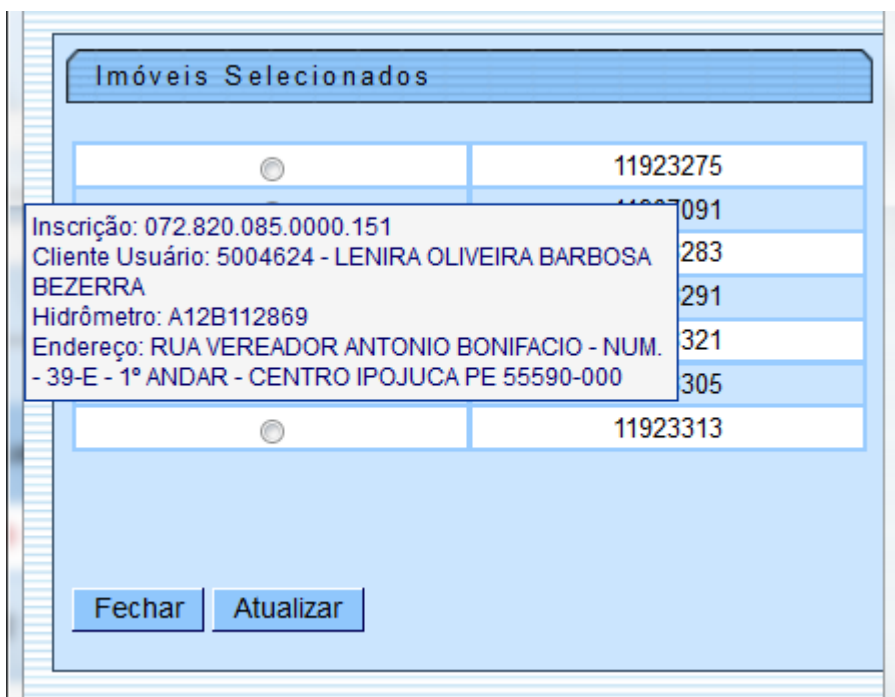 Imóveis Selecionados
11923275
091
Inscrição: 072.820.085.0000.151
Cliente Usuário: 5004624 - LENIRA OLIVEIRA BARBOSA
BEZERRA
Hidrômetro: A12B112869
Endereço: RUA VEREADOR ANTONIO BONIFACIO - NUM.
- 39-E - 1º ANDAR - CENTRO IPOJUCA PE 55590-000
283
291
321
305
11923313
Fechar Atualizar